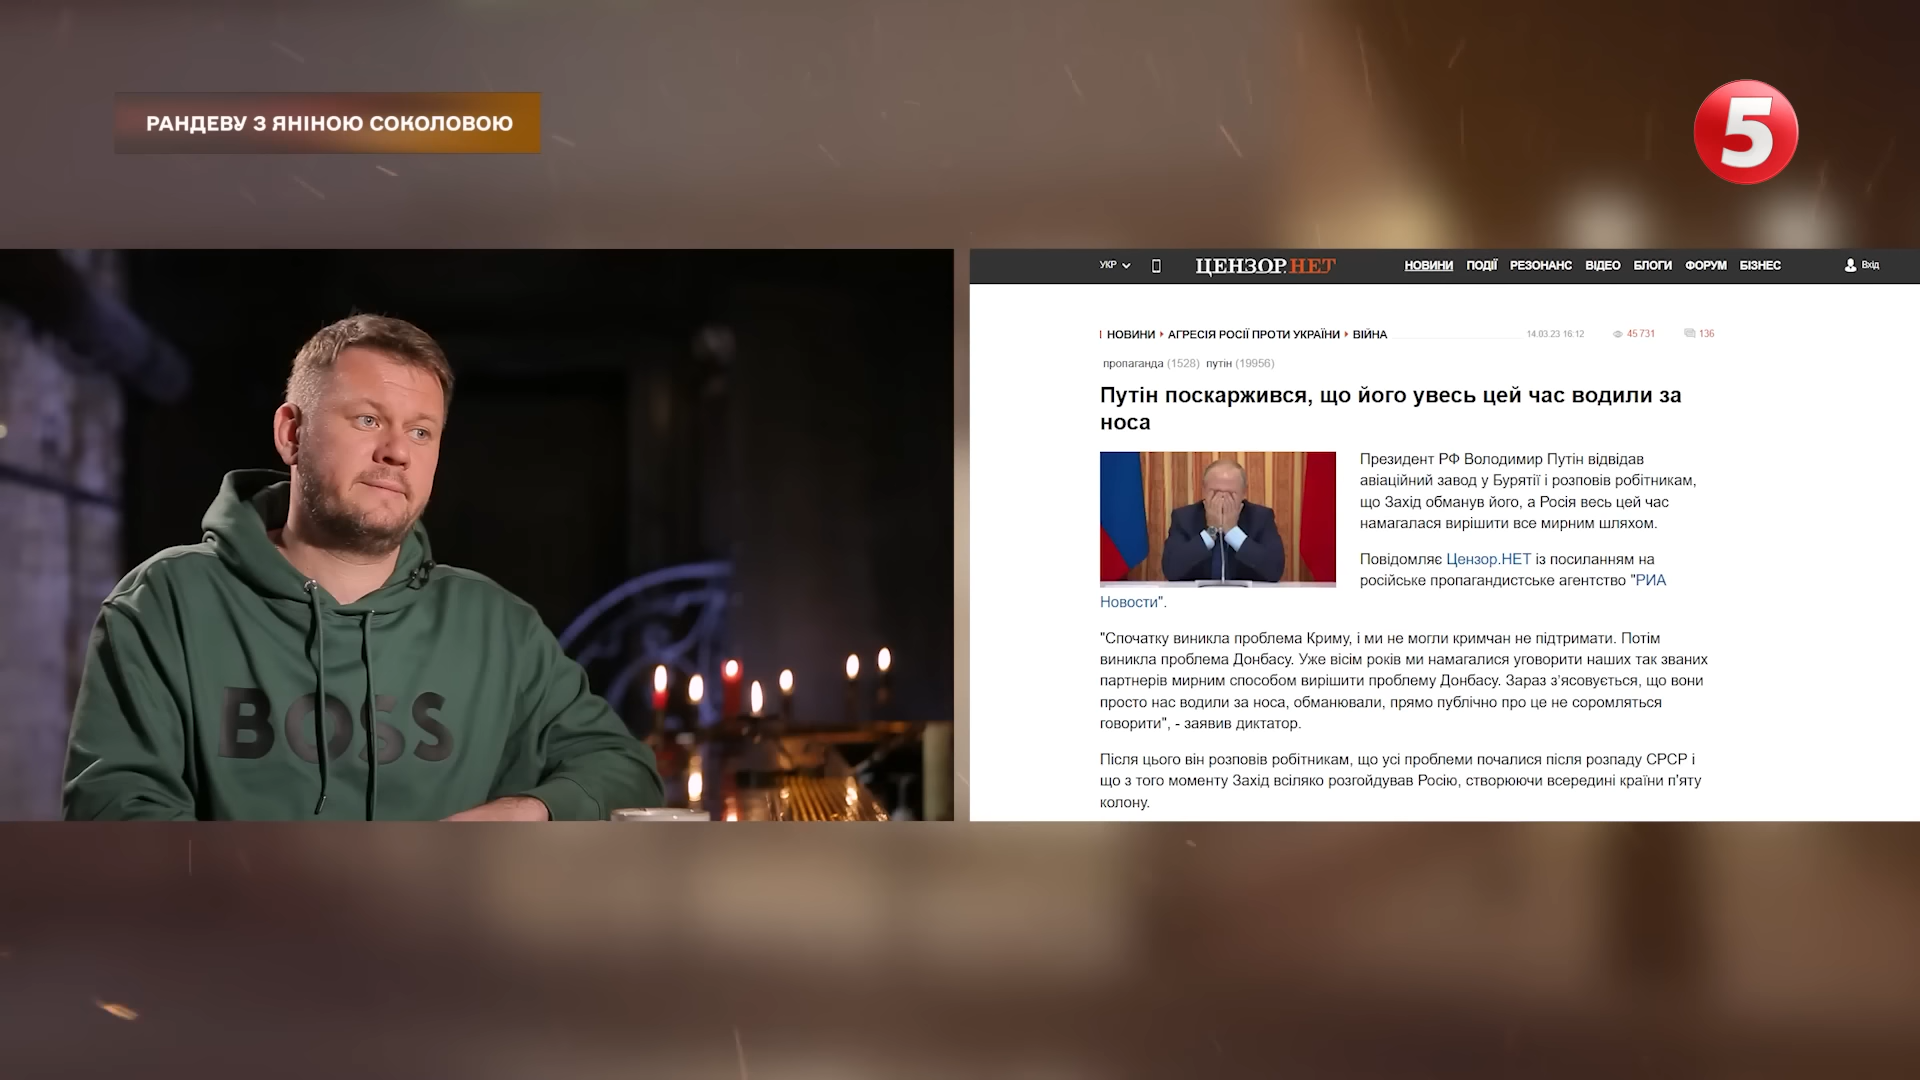 РАНДЕВУ З ЯНІНОЮ СОКОЛОВОЮ
5
BOSS
УКР
ЦЕНЗОР.НЕТ
НОВИНИ ПОДІЇ РЕЗОНАНС ВІДЕО БЛОГИ ФОРУМ БІЗНЕС
Вхід
НОВИНИ АГРЕСІЯ РОСІЇ ПРОТИ УКРАЇНИ ВІЙНА
14.03.23 16:12 45 731 136
пропаганда (1528) путін (19956)
Путін поскаржився, що його увесь цей час водили за
носа
Президент РФ Володимир Путін відвідав
авіаційний завод у Бурятії і розповів робітникам,
що Захід обманув його, а Росія весь цей час
намагалася вирішити все мирним шляхом.
Повідомляє Цензор.НЕТ із посиланням на
російське пропагандистське агентство "РИА
Новости".
"Спочатку виникла проблема Криму, і ми не могли кримчан не підтримати. Потім
виникла проблема Донбасу. Уже вісім років ми намагалися уговорити наших так званих
партнерів мирним способом вирішити проблему Донбасу. Зараз з'ясовується, що вони
просто нас водили за носа, обманювали, прямо публічно про це не соромляться
говорити", - заявив диктатор.
Після цього він розповів робітникам, що усі проблеми почалися після розпаду СРСР і
що з того моменту Захід всіляко розгойдував Росію, створюючи всередині країни п'яту
колону.